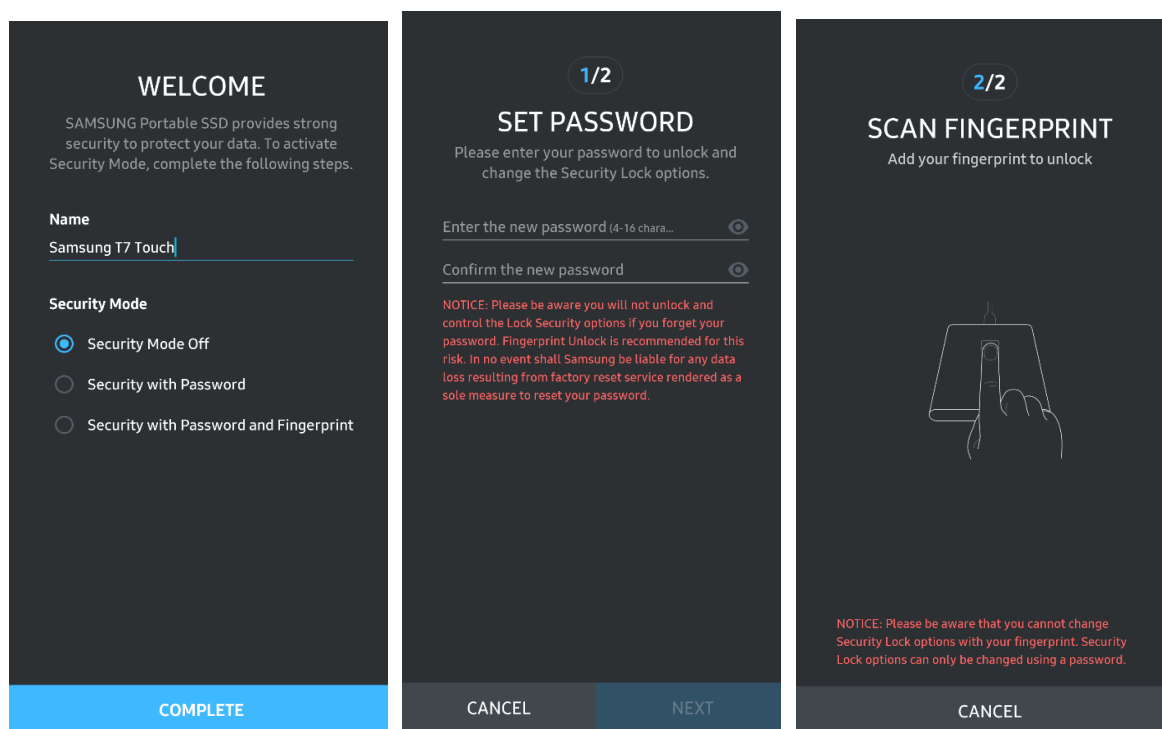 WELCOME
SAMSUNG Portable SSD provides strong
security to protect your data. To activate
Security Mode, complete the following steps.
Name
Samsung T7 Touch
Security Mode
Security Mode Off
Security with Password
Security with Password and Fingerprint
COMPLETE
1/2
SET PASSWORD
Please enter your password to unlock and
change the Security Lock options.
Enter the new password (4-16 chara...
Confirm the new password
NOTICE: Please be aware you will not unlock and
control the Lock Security options if you forget your
password. Fingerprint Unlock is recommended for this
risk. In no event shall Samsung be liable for any data
loss resulting from factory reset service rendered as a
sole measure to reset your password.
CANCEL
NEXT
2/2
SCAN FINGERPRINT
Add your fingerprint to unlock
NOTICE: Please be aware that you cannot change
Security Lock options with your fingerprint. Security
Lock options can only be changed using a password.
CANCEL